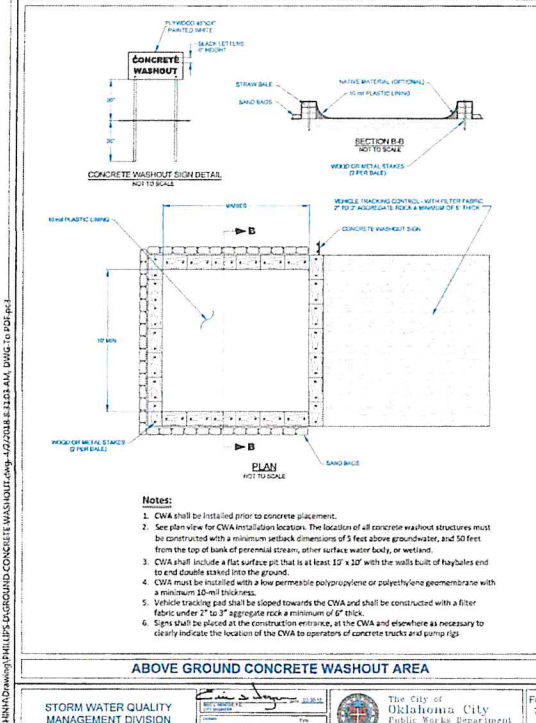 PLYWOOD 48"x24"
PAINTED WHITE
BLACK LETTERS
6" HEIGHT
CONCRETE
WASHOUT
36"
36"
CONCRETE WASHOUT SIGN DETAIL
NOT TO SCALE
STRAW BALE
SAND BAGS
NATIVE MATERIAL (OPTIONAL)
10 mil PLASTIC LINING
SECTION B-B
NOT TO SCALE
WOOD OR METAL STAKES
(2 PER BALE)
VARIES
VEHICLE TRACKING CONTROL - WITH FILTER FABRIC
2" TO 3" AGGREGATE ROCK A MINIMUM OF 6" THICK
B
CONCRETE WASHOUT SIGN
10 mil PLASTIC LINING
10' MIN
WOOD OR METAL STAKES
(2 PER BALE)
B
SAND BAGS
PLAN
NOT TO SCALE
Notes:
1. CWA shall be installed prior to concrete placement.
2. See plan view for CWA installation location. The location of all concrete washout structures must
be constructed with a minimum setback dimensions of 5 feet above groundwater, and 50 feet
from the top of bank of perennial stream, other surface water body, or wetland.
3. CWA shall include a flat surface pit that is at least 10' x 10' with the walls built of haybales end
to end double staked into the ground.
4. CWA must be installed with a low permeable polypropylene or polyethylene geomembrane with
a minimum 10-mil thickness.
5. Vehicle tracking pad shall be sloped towards the CWA and shall be constructed with a filter
fabric under 2" to 3" aggregate rock a minimum of 6" thick.
6. Signs shall be placed at the construction entrance, at the CWA and elsewhere as necessary to
clearly indicate the location of the CWA to operators of concrete trucks and pump rigs
ABOVE GROUND CONCRETE WASHOUT AREA
STORM WATER QUALITY
MANAGEMENT DIVISION
The City of
Oklahoma City
Public Works Department